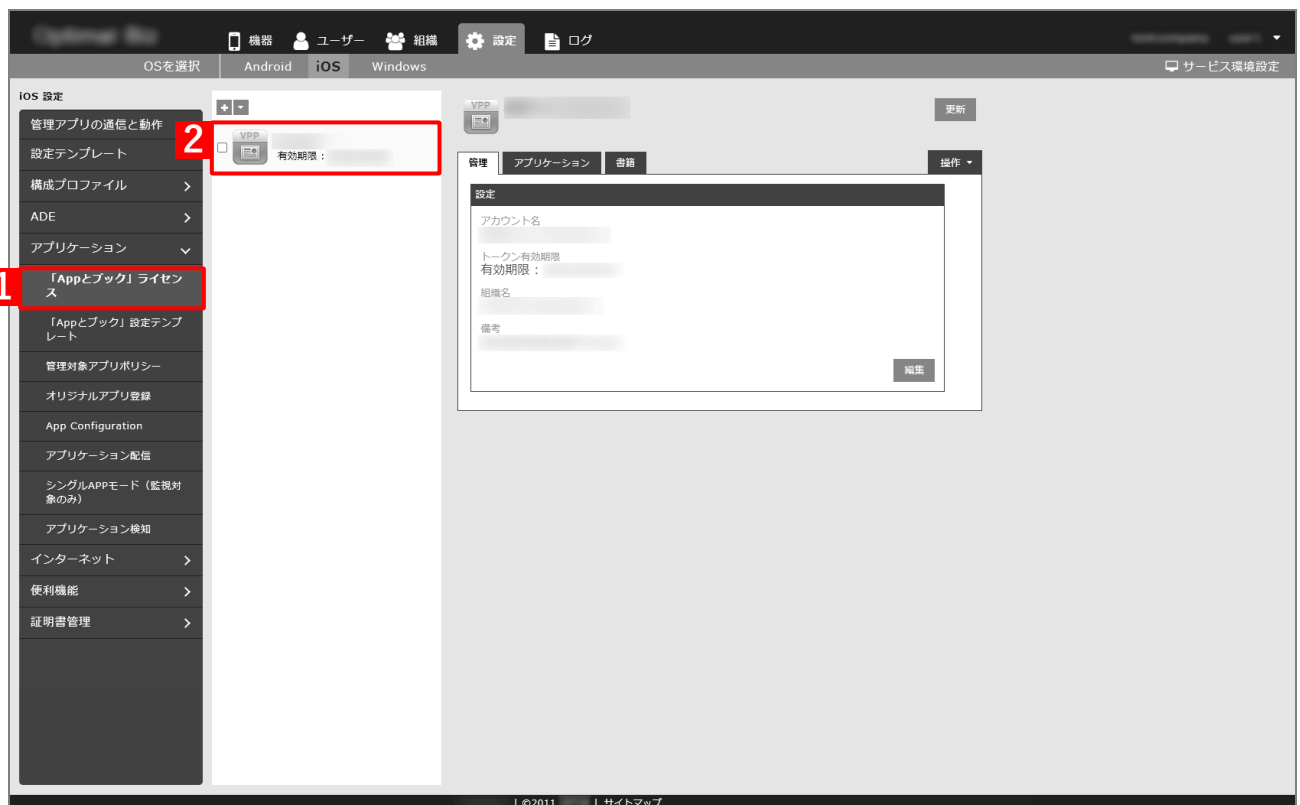 機器 ユーザー 組織 設定 ログ
OSを選択 Android iOS Windows サービス環境設定
iOS 設定
管理アプリの通信と動作
設定テンプレート
構成プロファイル
ADE
アプリケーション
1
「Appとブック」ライセン
ス
「Appとブック」設定テンプ
レート
管理対象アプリポリシー
オリジナルアプリ登録
App Configuration
アプリケーション配信
シングルAPPモード(監視対
象のみ)
アプリケーション検知
インターネット
便利機能
証明書管理
2
VPP
有効期限:
VPP
更新
管理 アプリケーション 書籍 操作
設定
アカウント名
トークン有効期限
有効期限:
組織名
備考
編集
| ©2011 | サイトマップ